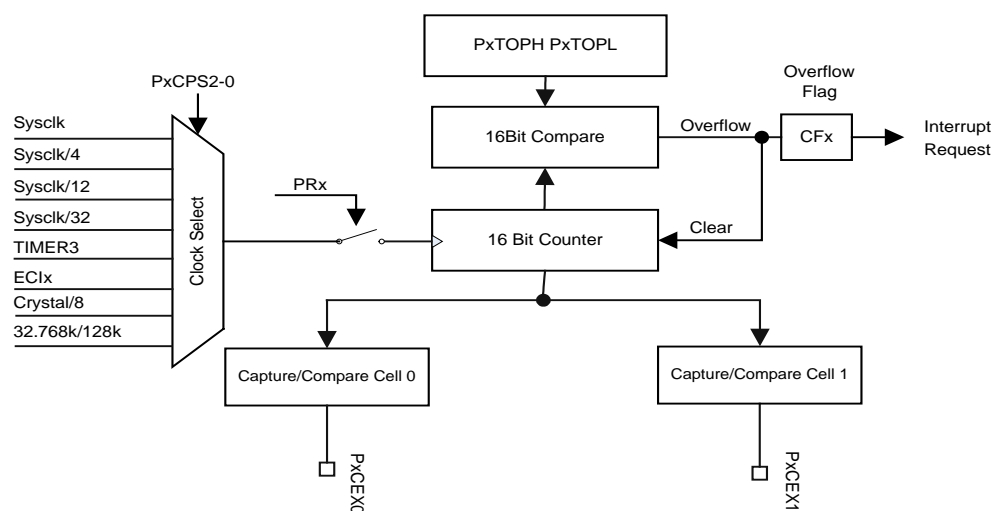 PxTOPH PxTOPL
PxCPS2-0
Overflow
Flag
Sysclk
Sysclk/4
Sysclk/12
Sysclk/32
TIMER3
ECIx
Crystal/8
32.768k/128k
Clock Select
PRx
16Bit Compare
Overflow
CFx
Interrupt
Request
16 Bit Counter
Clear
Capture/Compare Cell 0
Capture/Compare Cell 1
PxCEX0
PxCEX1